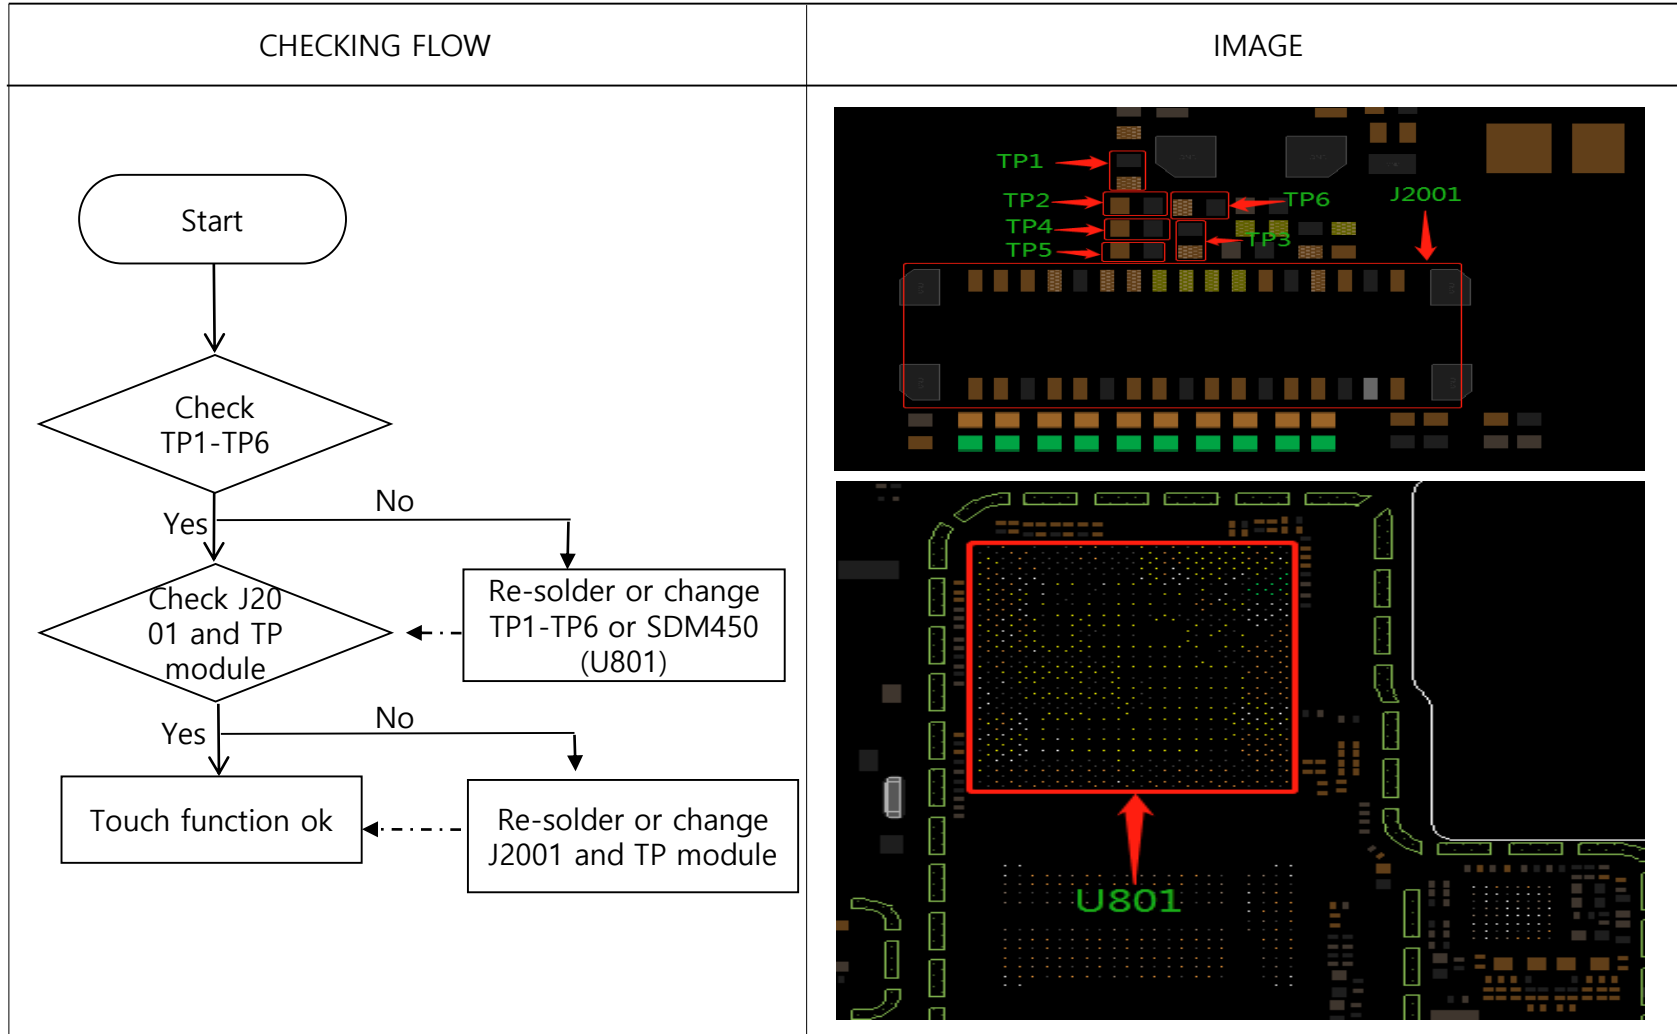 CHECKING FLOW
IMAGE
Start
Check
TP1-TP6
No
Yes
Check J20
01 and TP
module
Re-solder or change
TP1-TP6 or SDM450
(U801)
No
Yes
Touch function ok
Re-solder or change
J2001 and TP module
TP1
TP2
TP6
J2001
TP4
TP3
TP5
U801